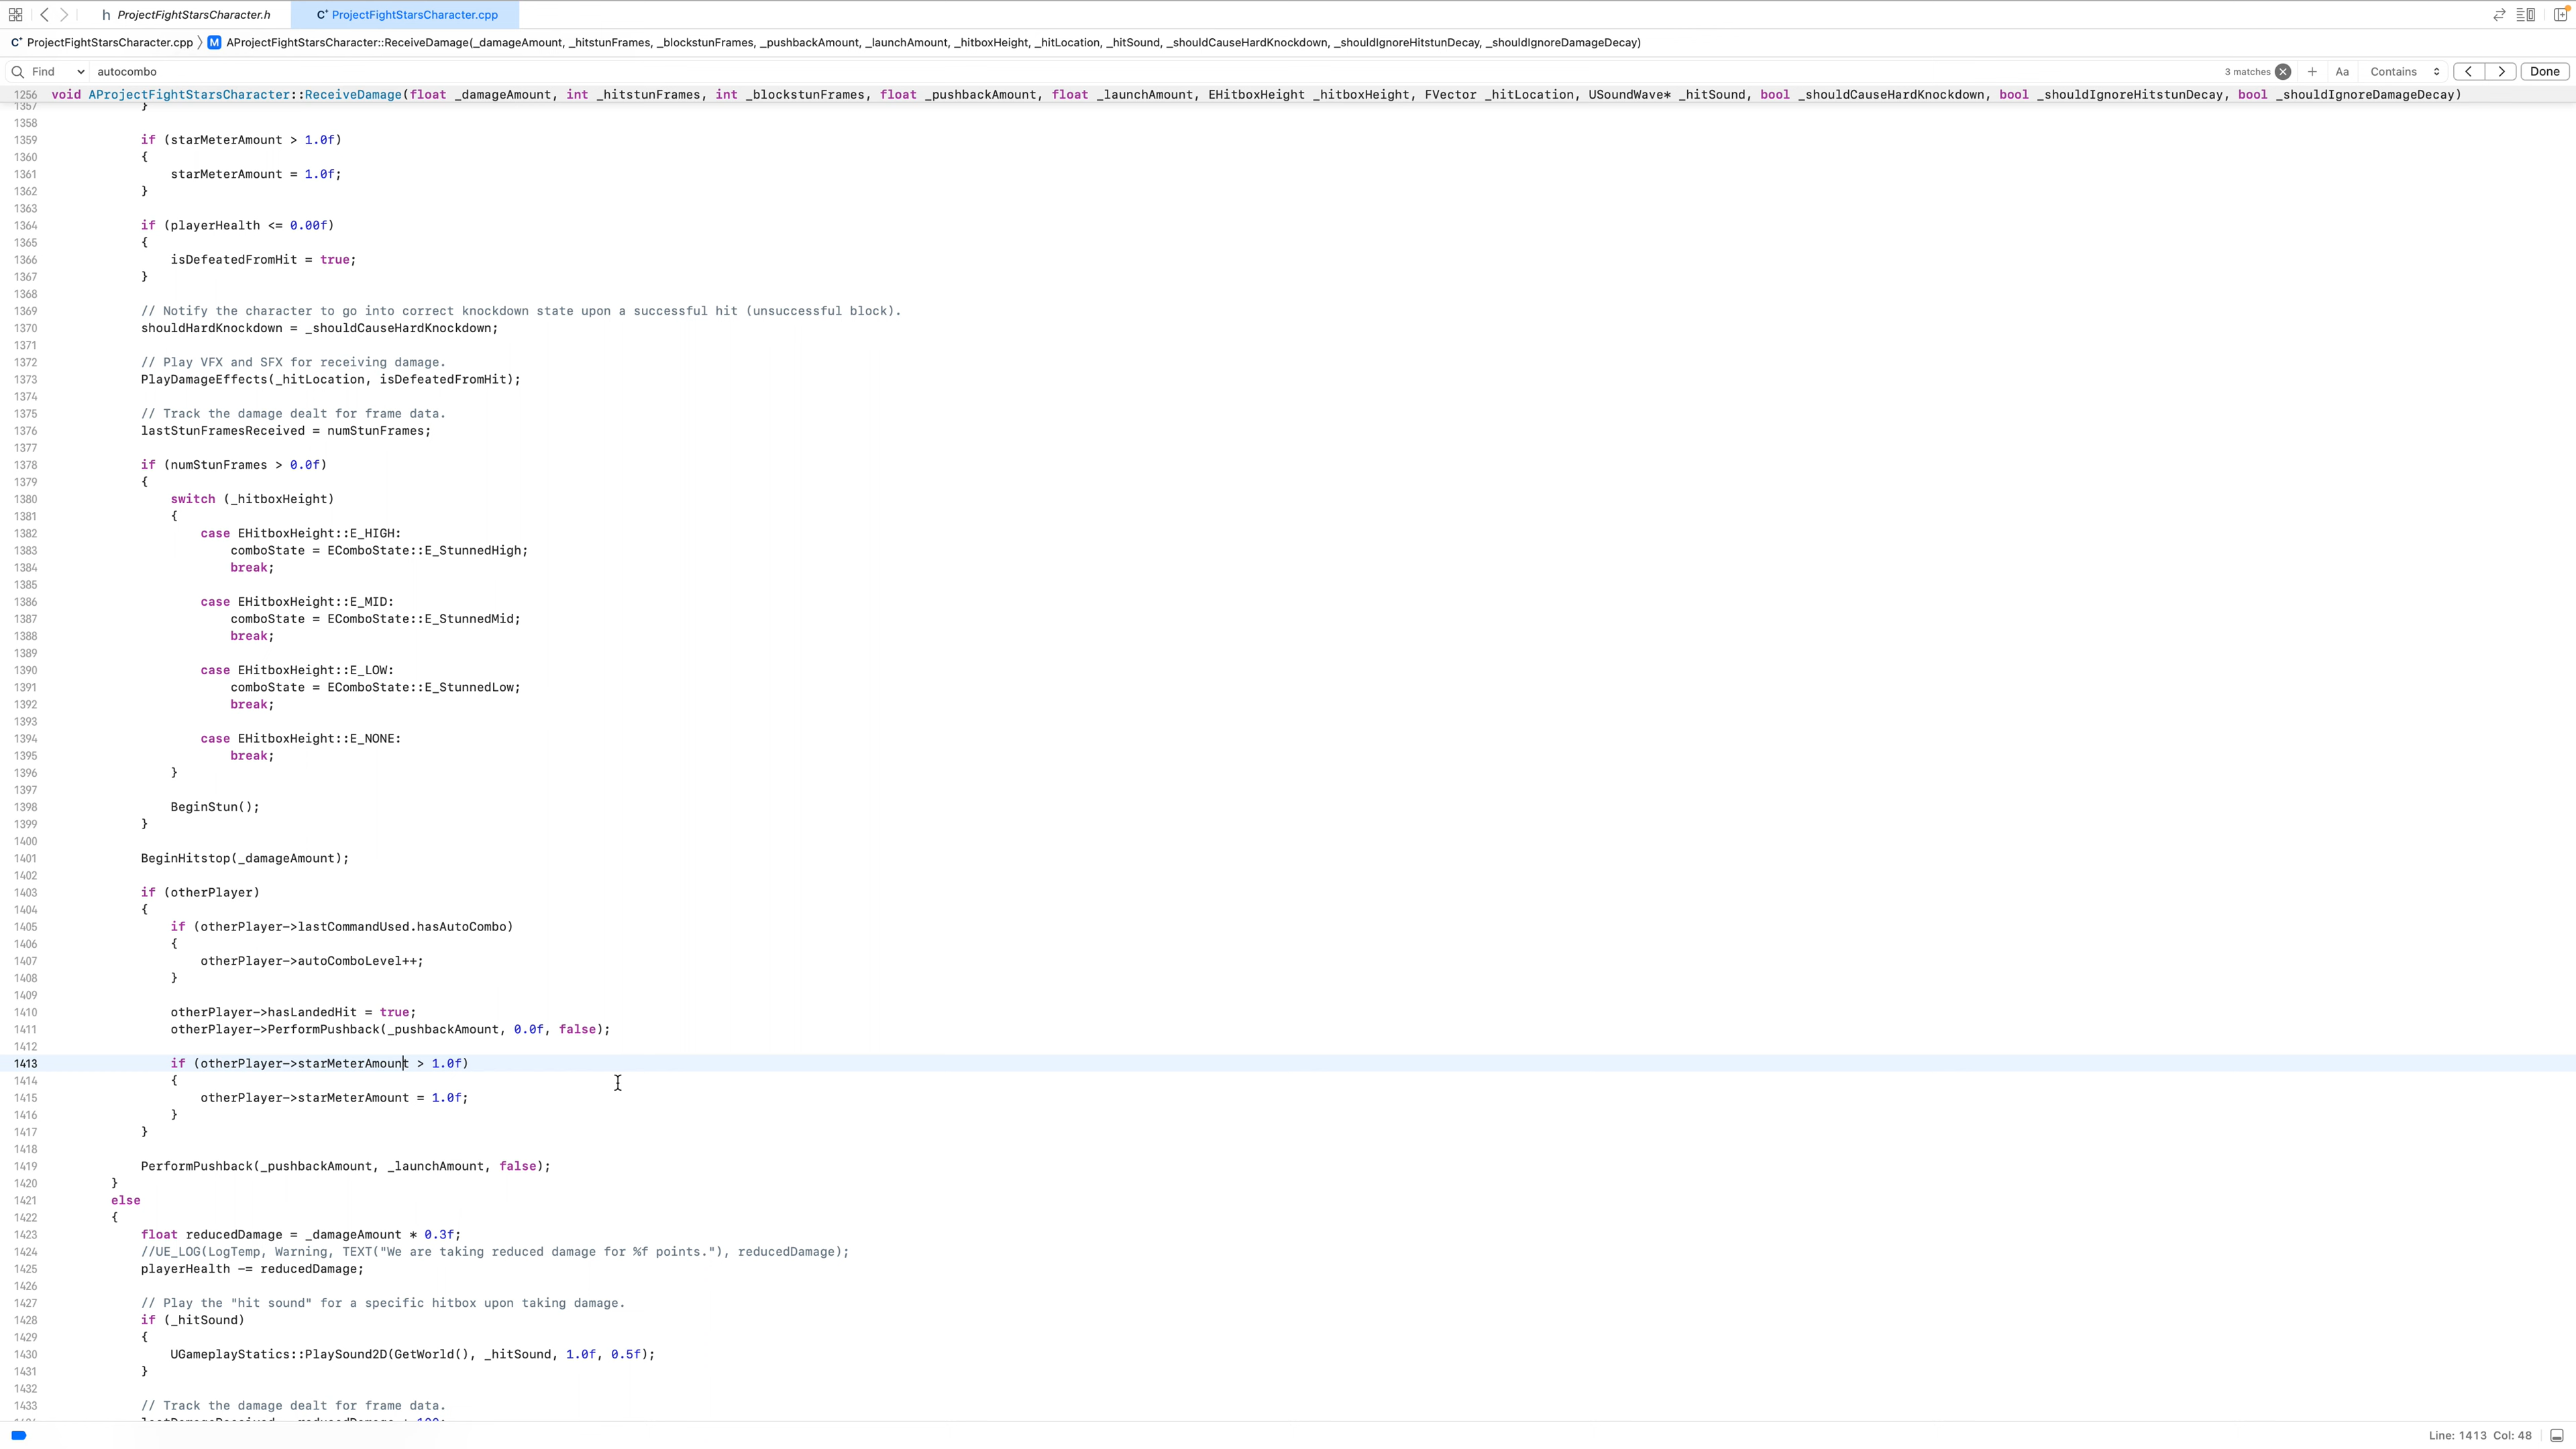 ProjectFightStarsCharacter.h
ProjectFightStarsCharacter.cpp
ProjectFightStarsCharacter.cpp > M AProjectFightStarsCharacter::ReceiveDamage(_damageAmount, _hitstunFrames, _blockstunFrames, _pushbackAmount, _launchAmount, _hitboxHeight, _hitLocation, _hitSound, _shouldCauseHardKnockdown, _shouldIgnoreHitstunDecay, _shouldIgnoreDamageDecay)
Find autocombo 3 matches Aa Contains Done
1256 void AProjectFightStarsCharacter::ReceiveDamage(float _damageAmount, int _hitstunFrames, int _blockstunFrames, float _pushbackAmount, float _launchAmount, EHitboxHeight _hitboxHeight, FVector _hitLocation, USoundWave* _hitSound, bool _shouldCauseHardKnockdown, bool _shouldIgnoreHitstunDecay, bool _shouldIgnoreDamageDecay)
1357 }
1358
1359 if (starMeterAmount > 1.0f)
1360 {
1361 starMeterAmount = 1.0f;
1362 }
1363
1364 if (playerHealth <= 0.00f)
1365 {
1366 isDefeatedFromHit = true;
1367 }
1368
1369 // Notify the character to go into correct knockdown state upon a successful hit (unsuccessful block).
1370 shouldHardKnockdown = _shouldCauseHardKnockdown;
1371
1372 // Play VFX and SFX for receiving damage.
1373 PlayDamageEffects(_hitLocation, isDefeatedFromHit);
1374
1375 // Track the damage dealt for frame data.
1376 lastStunFramesReceived = numStunFrames;
1377
1378 if (numStunFrames > 0.0f)
1379 {
1380 switch (_hitboxHeight)
1381 {
1382 case EHitboxHeight::E_HIGH:
1383 comboState = EComboState::E_StunnedHigh;
1384 break;
1385
1386 case EHitboxHeight::E_MID:
1387 comboState = EComboState::E_StunnedMid;
1388 break;
1389
1390 case EHitboxHeight::E_LOW:
1391 comboState = EComboState::E_StunnedLow;
1392 break;
1393
1394 case EHitboxHeight::E_NONE:
1395 break;
1396 }
1397
1398 BeginStun();
1399 }
1400
1401 BeginHitstop(_damageAmount);
1402
1403 if (otherPlayer)
1404 {
1405 if (otherPlayer->lastCommandUsed.hasAutoCombo)
1406 {
1407 otherPlayer->autoComboLevel++;
1408 }
1409
1410 otherPlayer->hasLandedHit = true;
1411 otherPlayer->PerformPushback(_pushbackAmount, 0.0f, false);
1412
1413 if (otherPlayer->starMeterAmount > 1.0f)
1414 {
1415 otherPlayer->starMeterAmount = 1.0f;
1416 }
1417 }
1418
1419 PerformPushback(_pushbackAmount, _launchAmount, false);
1420 }
1421 else
1422 {
1423 float reducedDamage = _damageAmount * 0.3f;
1424 //UE_LOG(LogTemp, Warning, TEXT("We are taking reduced damage for %f points."), reducedDamage);
1425 playerHealth -= reducedDamage;
1426
1427 // Play the "hit sound" for a specific hitbox upon taking damage.
1428 if (_hitSound)
1429 {
1430 UGameplayStatics::PlaySound2D(GetWorld(), _hitSound, 1.0f, 0.5f);
1431 }
1432
1433 // Track the damage dealt for frame data.
Line: 1413 Col: 48